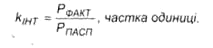 k_ІНТ = P_ФАКТ / P_ПАСП, частка одиниці.